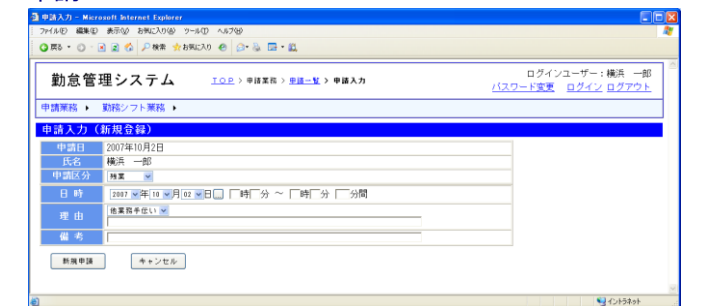 申請
申請入力 - Microsoft Internet Explorer
ファイル(F) 編集(E) 表示(V) お気に入り(A) ツール(T) ヘルプ(H)
戻る 検索 お気に入り
勤怠管理システム TOP > 申請業務 > 申請一覧 > 申請入力 ログインユーザー：横浜 一郎
パスワード変更 ログイン ログアウト
申請業務 ▶ 勤務シフト業務 ▶
申請入力（新規登録）
申請日 2007年10月2日
氏名 横浜 一郎
申請区分 残業
日 時 2007 年 10 月 02 日 時 分 ～ 時 分 分間
理 由 他業務手伝い
備 考
新規申請 キャンセル
イントラネット